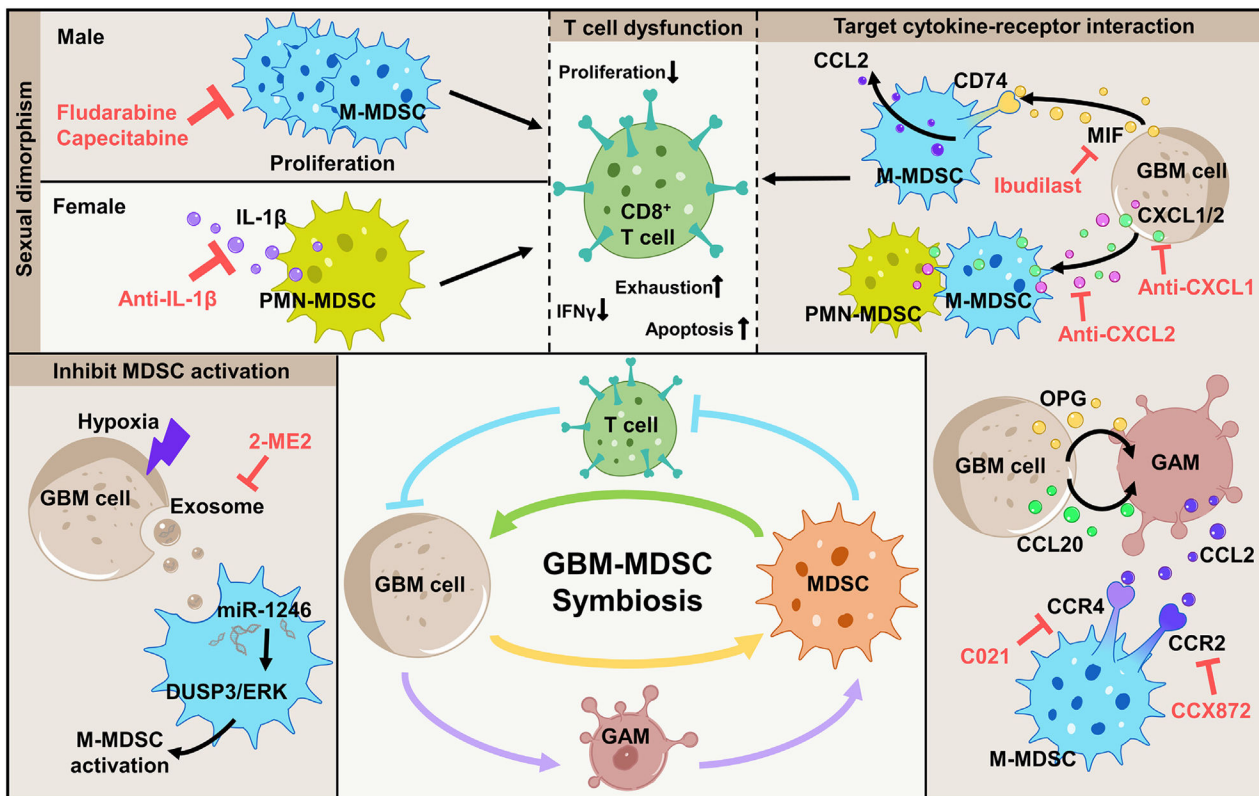 Sexual dimorphism
Male
Fludarabine
Capecitabine
M-MDSC
Proliferation
Female
IL-1β
Anti-IL-1β
PMN-MDSC
T cell dysfunction
Proliferation↓
CD8+
T cell
Exhaustion↑
IFNγ↓
Apoptosis↑
Target cytokine-receptor interaction
CCL2
CD74
MIF
M-MDSC
Ibudilast
GBM cell
CXCL1/2
PMN-MDSC
M-MDSC
Anti-CXCL1
Anti-CXCL2
OPG
GBM cell
GAM
CCL20
CCL2
CCR4
C021
CCR2
CCX872
M-MDSC
Inhibit MDSC activation
Hypoxia
2-ME2
GBM cell
Exosome
miR-1246
DUSP3/ERK
M-MDSC
activation
T cell
GBM cell
GBM-MDSC
Symbiosis
MDSC
GAM